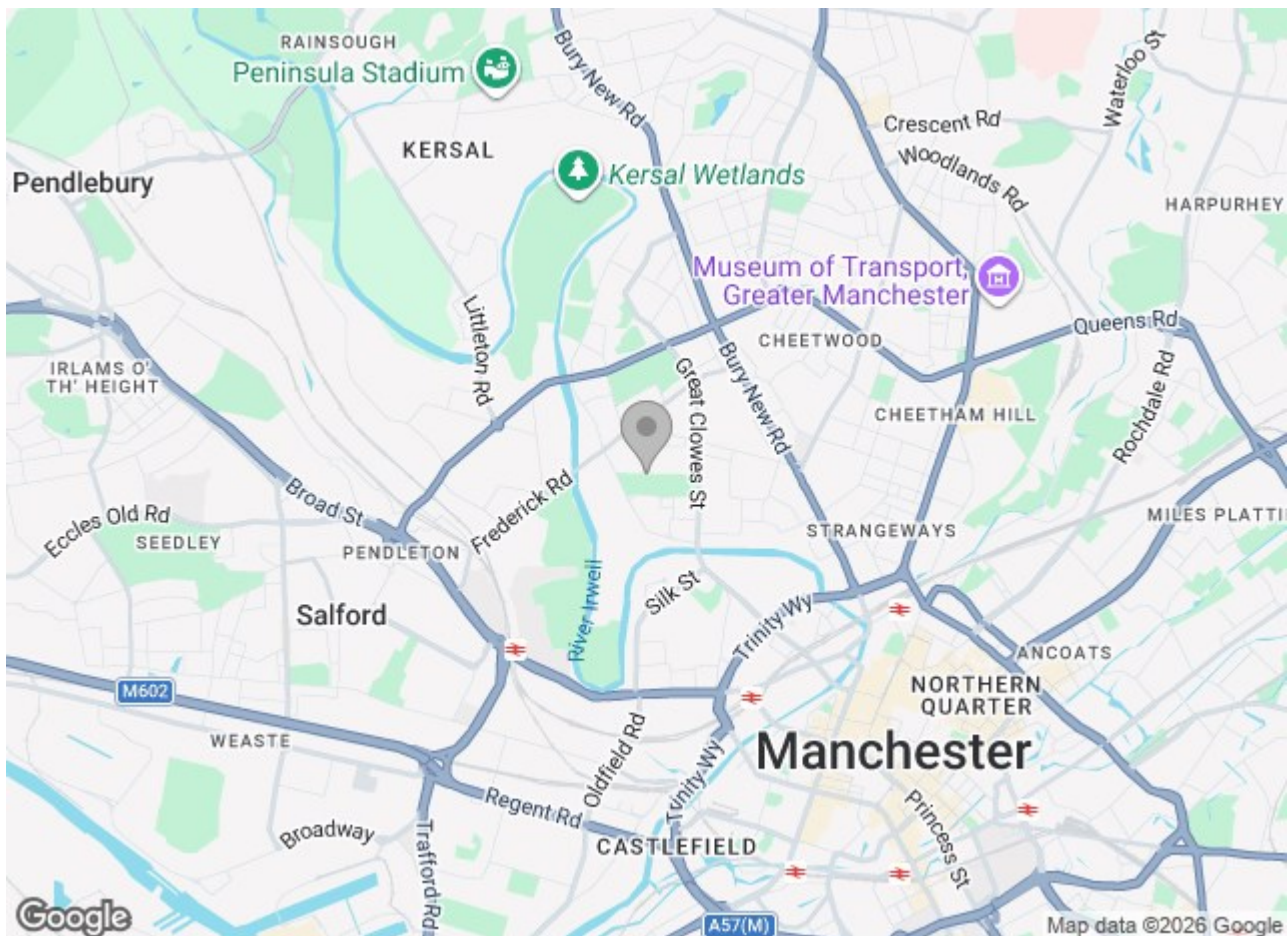 RAINSOUGH
Peninsula Stadium
Bury New Rd
Waterloo St
Crescent Rd
KERSAL
Woodlands Rd
Pendlebury
Kersal Wetlands
HARPURHEY
Museum of Transport,
Greater Manchester
Littleton Rd
Queens Rd
CHEETWOOD
IRLAMS O'
TH' HEIGHT
Great Clowes St
Bury New Rd
Rochdale Rd
CHEETHAM HILL
Frederick Rd
Broad St
Eccles Old Rd
SEEDLEY
PENDLETON
STRANGEWAYS
MILES PLATTI
River Irwell
Silk St
Salford
Trinity Wy
ANCOATS
M602
NORTHERN
QUARTER
WEASTE
Oldfield Rd
Trinity Wy
Manchester
Regent Rd
Princess St
Broadway
Trafford Rd
CASTLEFIELD
A57(M)
Google
Map data ©2026 Google